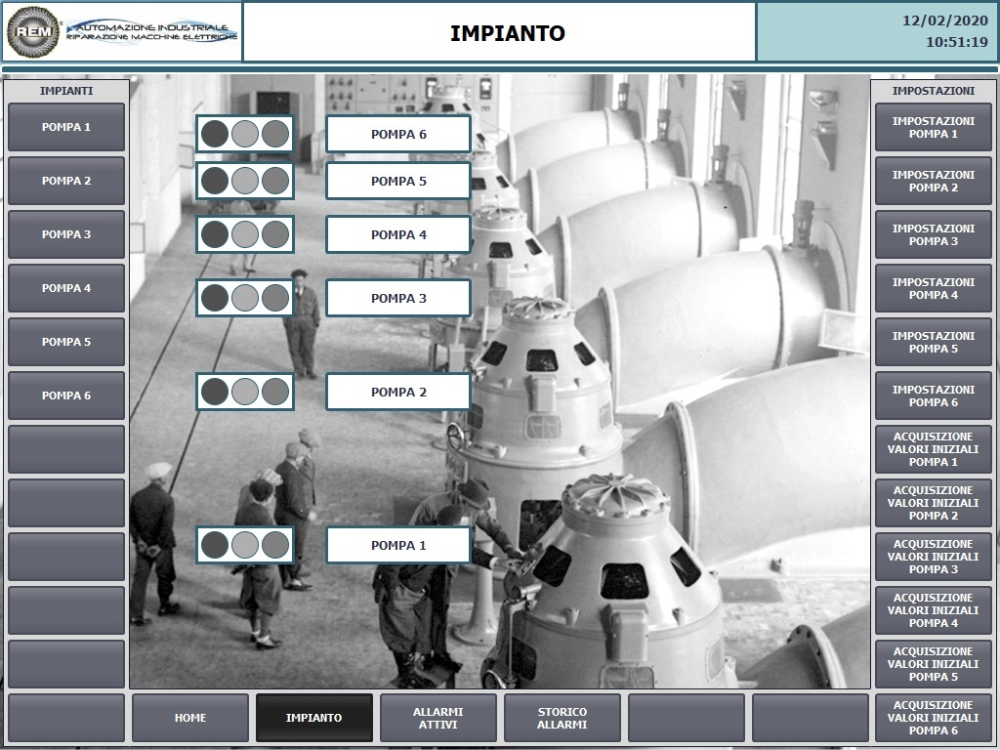 REM
AUTOMAZIONE INDUSTRIALE
RIPARAZIONE MACCHINE ELETTRICHE
IMPIANTO
12/02/2020
10:51:19
IMPIANTI
POMPA 1
POMPA 2
POMPA 3
POMPA 4
POMPA 5
POMPA 6
POMPA 6
POMPA 5
POMPA 4
POMPA 3
POMPA 2
POMPA 1
IMPOSTAZIONI
IMPOSTAZIONI
POMPA 1
IMPOSTAZIONI
POMPA 2
IMPOSTAZIONI
POMPA 3
IMPOSTAZIONI
POMPA 4
IMPOSTAZIONI
POMPA 5
IMPOSTAZIONI
POMPA 6
ACQUISIZIONE
VALORI INIZIALI
POMPA 1
ACQUISIZIONE
VALORI INIZIALI
POMPA 2
ACQUISIZIONE
VALORI INIZIALI
POMPA 3
ACQUISIZIONE
VALORI INIZIALI
POMPA 4
ACQUISIZIONE
VALORI INIZIALI
POMPA 5
ACQUISIZIONE
VALORI INIZIALI
POMPA 6
HOME
IMPIANTO
ALLARMI
ATTIVI
STORICO
ALLARMI